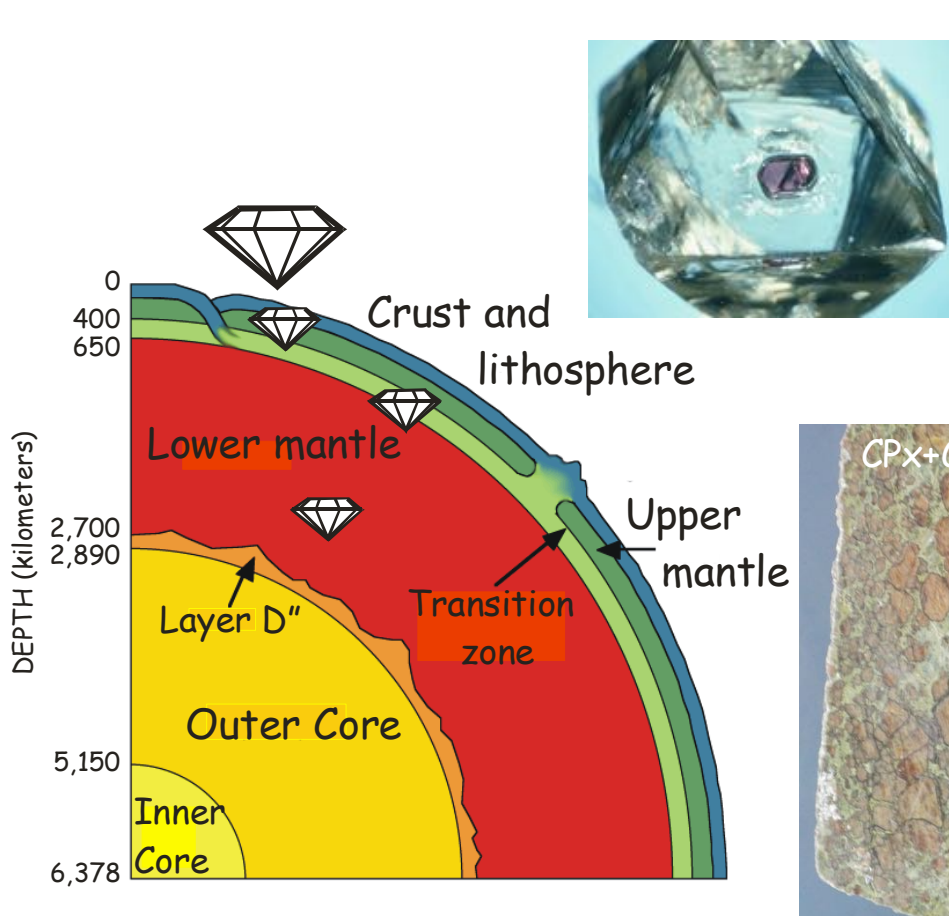 0
400
650
2,700
2,890
5,150
6,378
DEPTH (kilometers)
Crust and
lithosphere
Lower mantle
Upper
mantle
Transition
zone
Layer D"
Outer Core
Inner
Core
CPx+